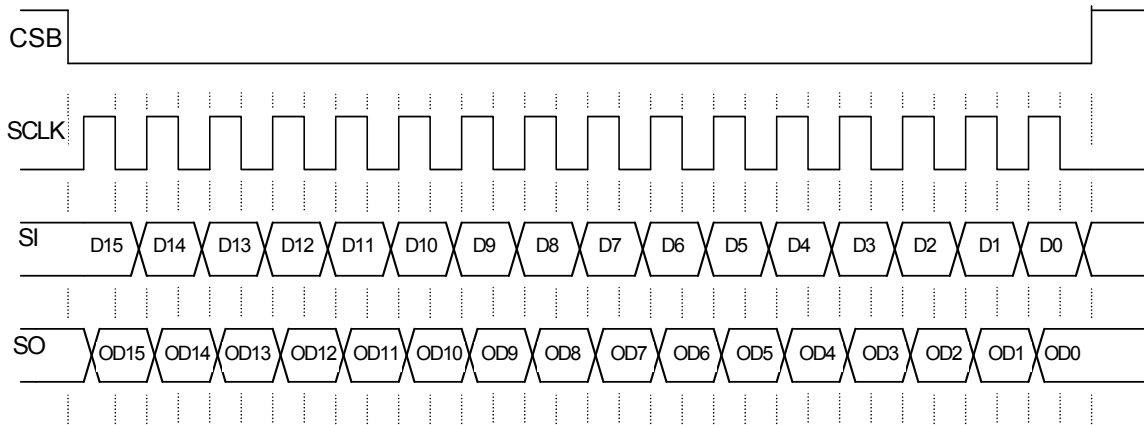 CSB
SCLK
SI D15 D14 D13 D12 D11 D10 D9 D8 D7 D6 D5 D4 D3 D2 D1 D0
SO OD15 OD14 OD13 OD12 OD11 OD10 OD9 OD8 OD7 OD6 OD5 OD4 OD3 OD2 OD1 OD0